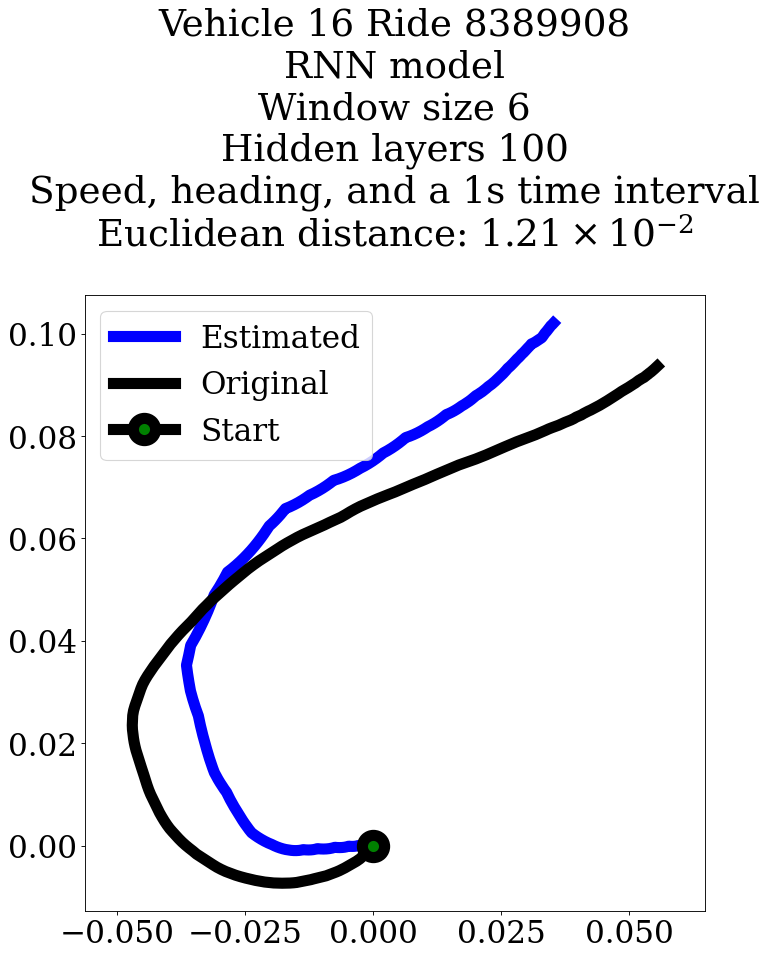 Vehicle 16 Ride 8389908
RNN model
Window size 6
Hidden layers 100
Speed, heading, and a 1s time interval
Euclidean distance: 1.21 × 10⁻²
Estimated
Original
Start
0.10
0.08
0.06
0.04
0.02
0.00
−0.050 −0.025 0.000 0.025 0.050